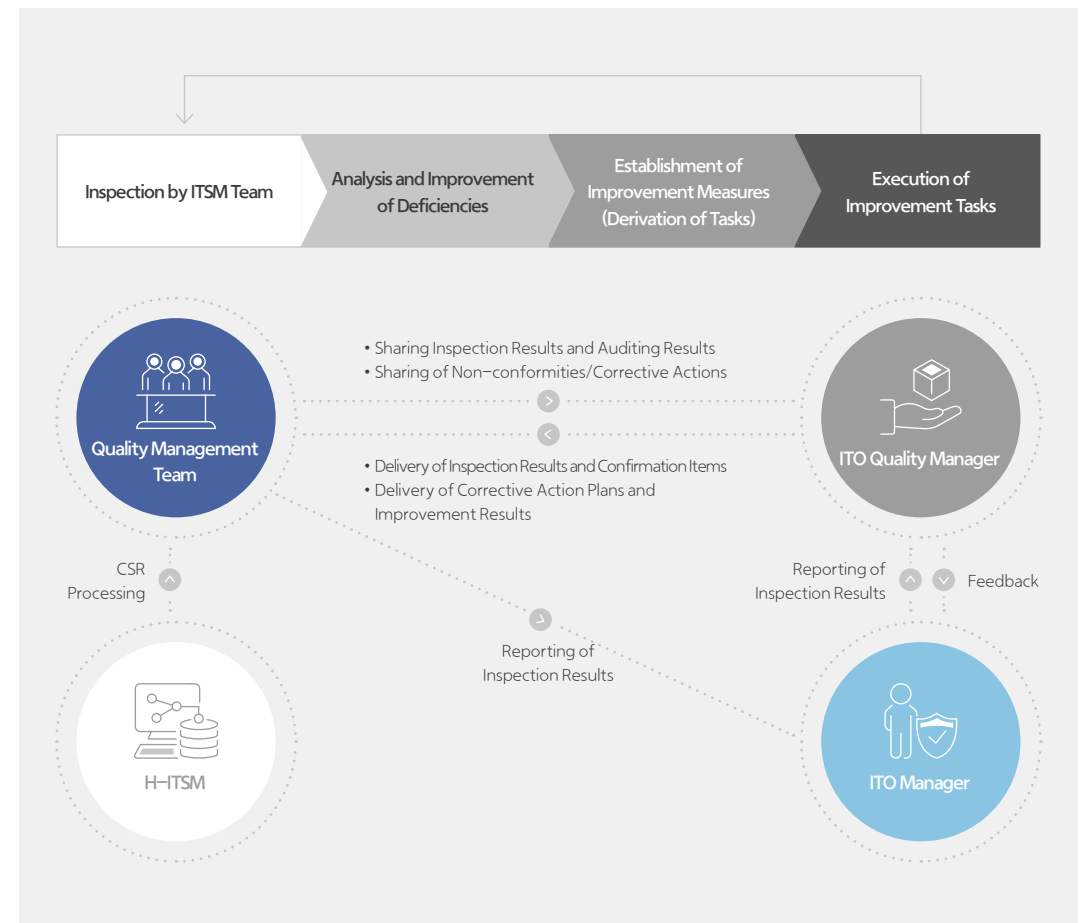 Inspection by ITSM Team
Analysis and Improvement
of Deficiencies
Establishment of
Improvement Measures
(Derivation of Tasks)
Execution of
Improvement Tasks
• Sharing Inspection Results and Auditing Results
• Sharing of Non-conformities/Corrective Actions
Quality Management
Team
ITO Quality Manager
• Delivery of Inspection Results and Confirmation Items
• Delivery of Corrective Action Plans and
Improvement Results
CSR
Processing
Reporting of
Inspection Results
Feedback
Reporting of
Inspection Results
H-ITSM
ITO Manager